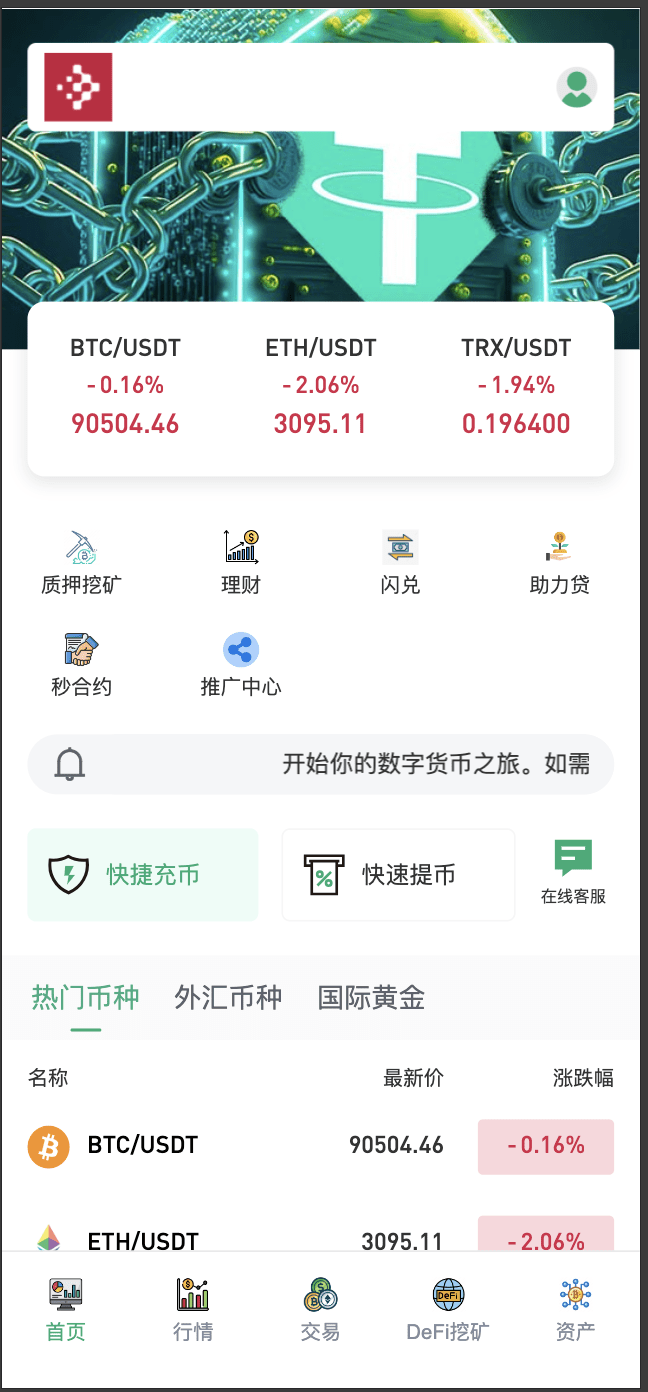 BTC/USDT ETH/USDT TRX/USDT
-0.16% -2.06% -1.94%
90504.46 3095.11 0.196400
质押挖矿 理财 闪兑 助力贷
秒合约 推广中心
开始你的数字货币之旅。如需
快捷充币 快速提币 在线客服
热门币种 外汇币种 国际黄金
名称 最新价 涨跌幅
BTC/USDT 90504.46 -0.16%
ETH/USDT 3095.11 -2.06%
DeFi
首页 行情 交易 DeFi挖矿 资产